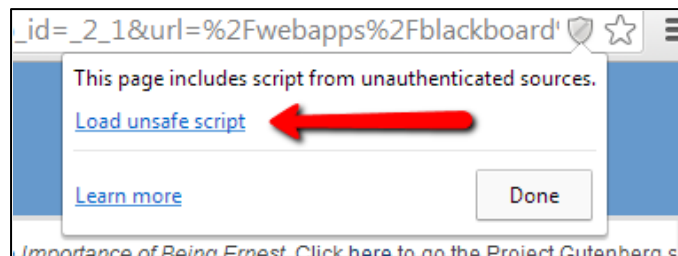 _id=_2_1&url=%2Fwebapps%2Fblackboard'
This page includes script from unauthenticated sources.
Load unsafe script
Learn more
Done
Importance of Being Ernest. Click here to go the Project Gutenberg s